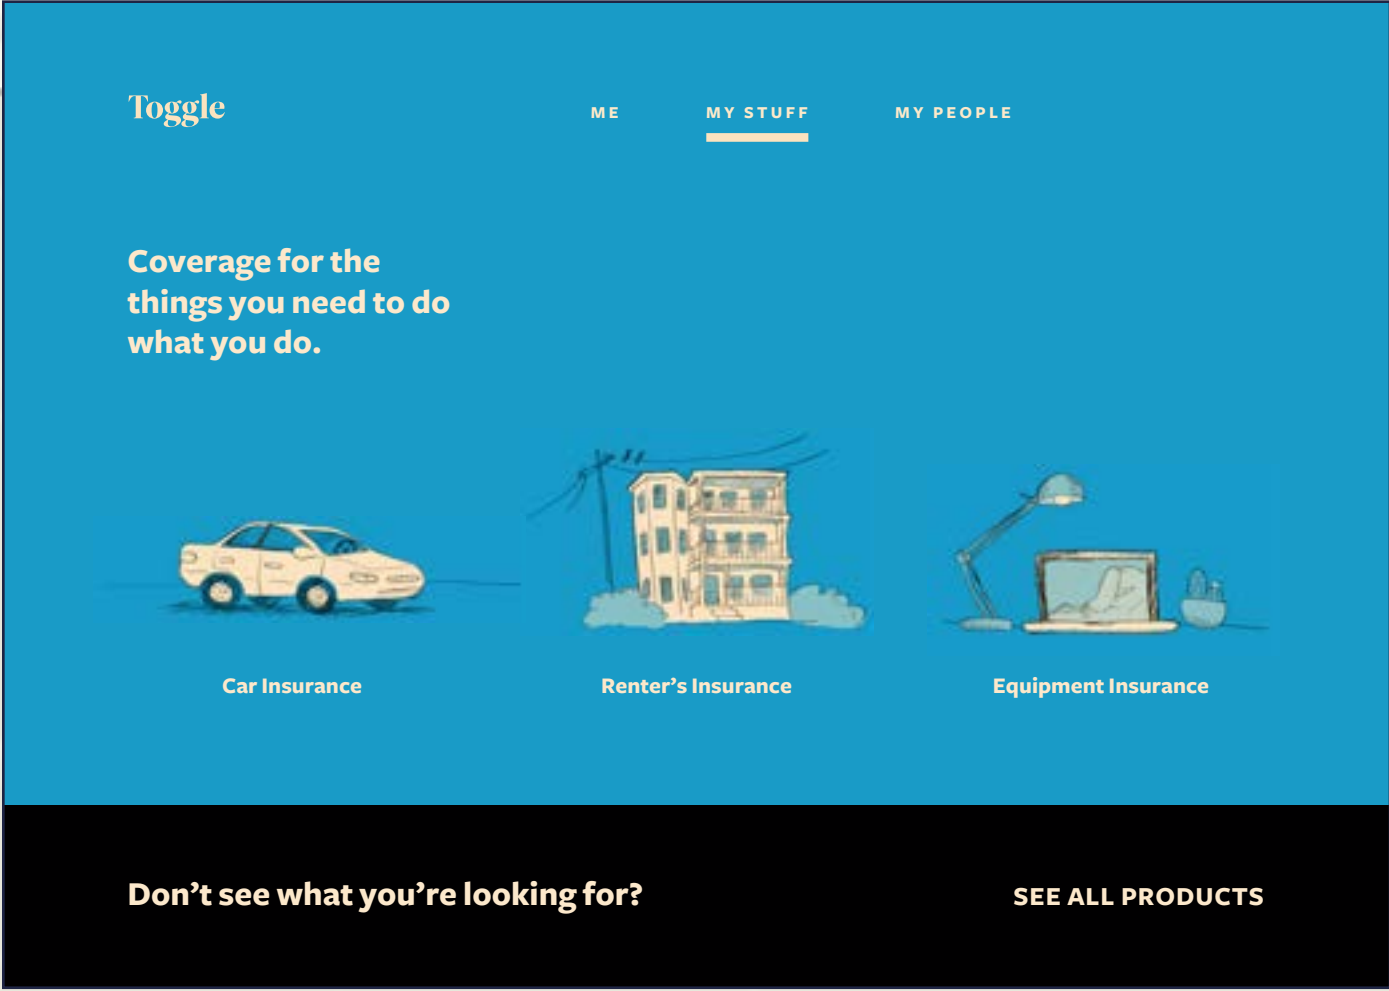 Toggle
ME
MY STUFF
MY PEOPLE
Coverage for the
things you need to do
what you do.
Car Insurance
Renter’s Insurance
Equipment Insurance
Don’t see what you’re looking for?
SEE ALL PRODUCTS